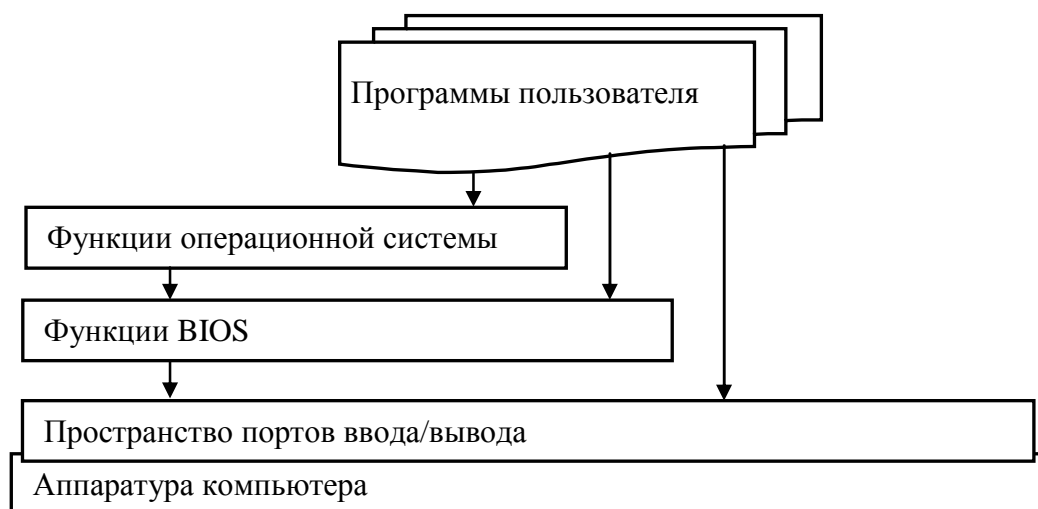 Программы пользователя
Функции операционной системы
Функции BIOS
Пространство портов ввода/вывода
Аппаратура компьютера